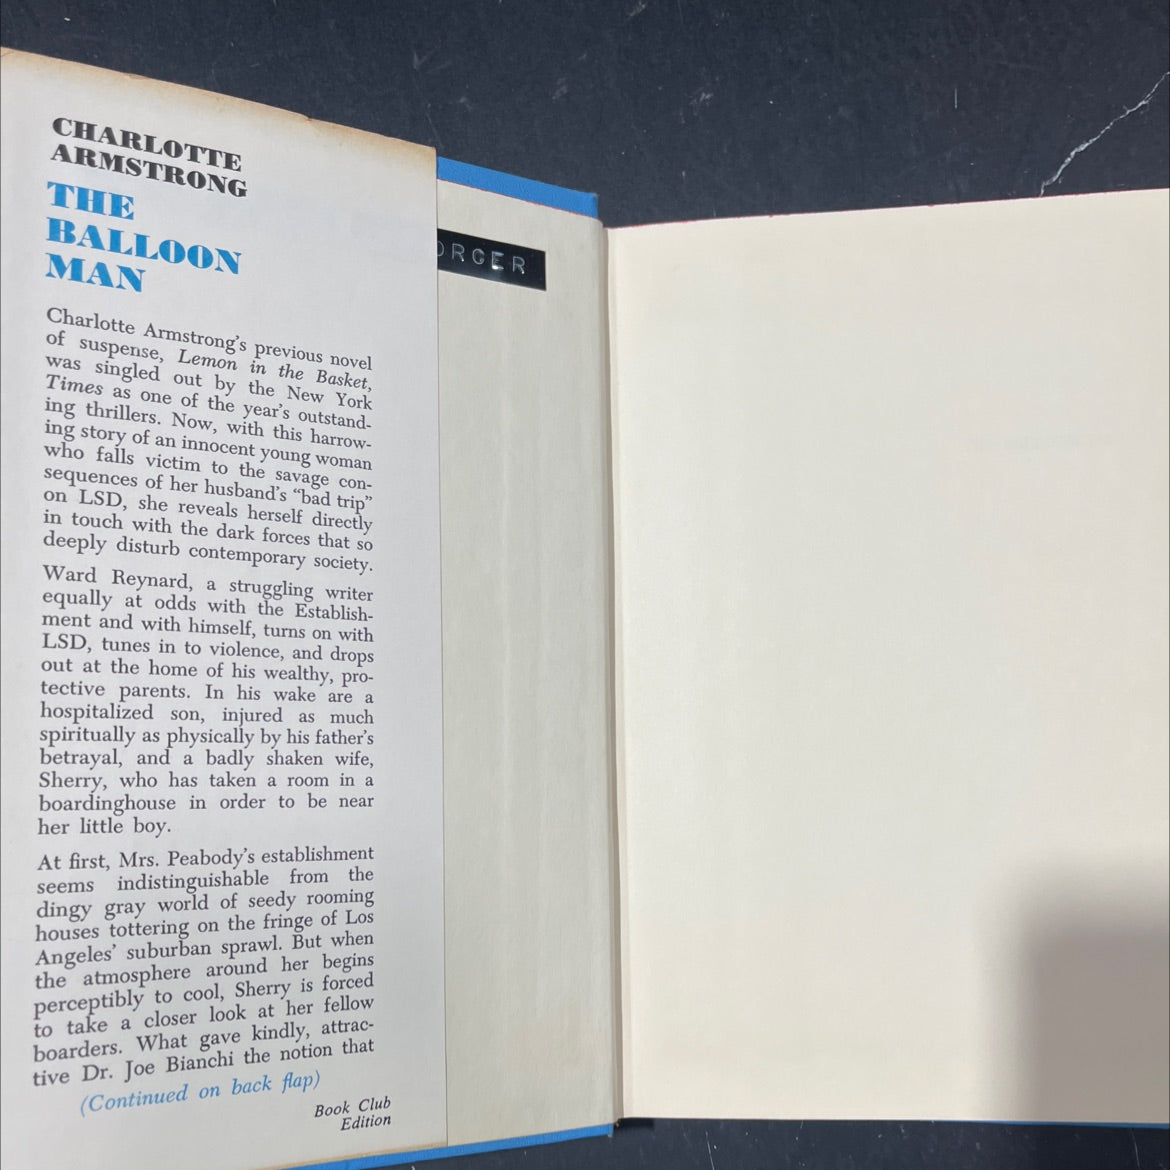 CHARLOTTE
ARMSTRONG
THE
BALLOON
MAN
Charlotte Armstrong's previous novel
of suspense, Lemon in the Basket,
was singled out by the New York
Times as one of the year's outstand-
ing thrillers. Now, with this harrow-
ing story of an innocent young woman
who falls victim to the savage con-
sequences of her husband's "bad trip"
on LSD, she reveals herself directly
in touch with the dark forces that so
deeply disturb contemporary society.
Ward Reynard, a struggling writer
equally at odds with the Establish-
ment and with himself, turns on with
LSD, tunes in to violence, and drops
out at the home of his wealthy, pro-
tective parents. In his wake are a
hospitalized son, injured as much
spiritually as physically by his father's
betrayal, and a badly shaken wife,
Sherry, who has taken a room in a
boardinghouse in order to be near
her little boy.
At first, Mrs. Peabody's establishment
seems indistinguishable from the
dingy gray world of seedy rooming
houses tottering on the fringe of Los
Angeles' suburban sprawl. But when
the atmosphere around her begins
perceptibly to cool, Sherry is forced
to take a closer look at her fellow
boarders. What gave kindly, attrac-
tive Dr. Joe Bianchi the notion that
(Continued on back flap)
Book Club
Edition
ORGER